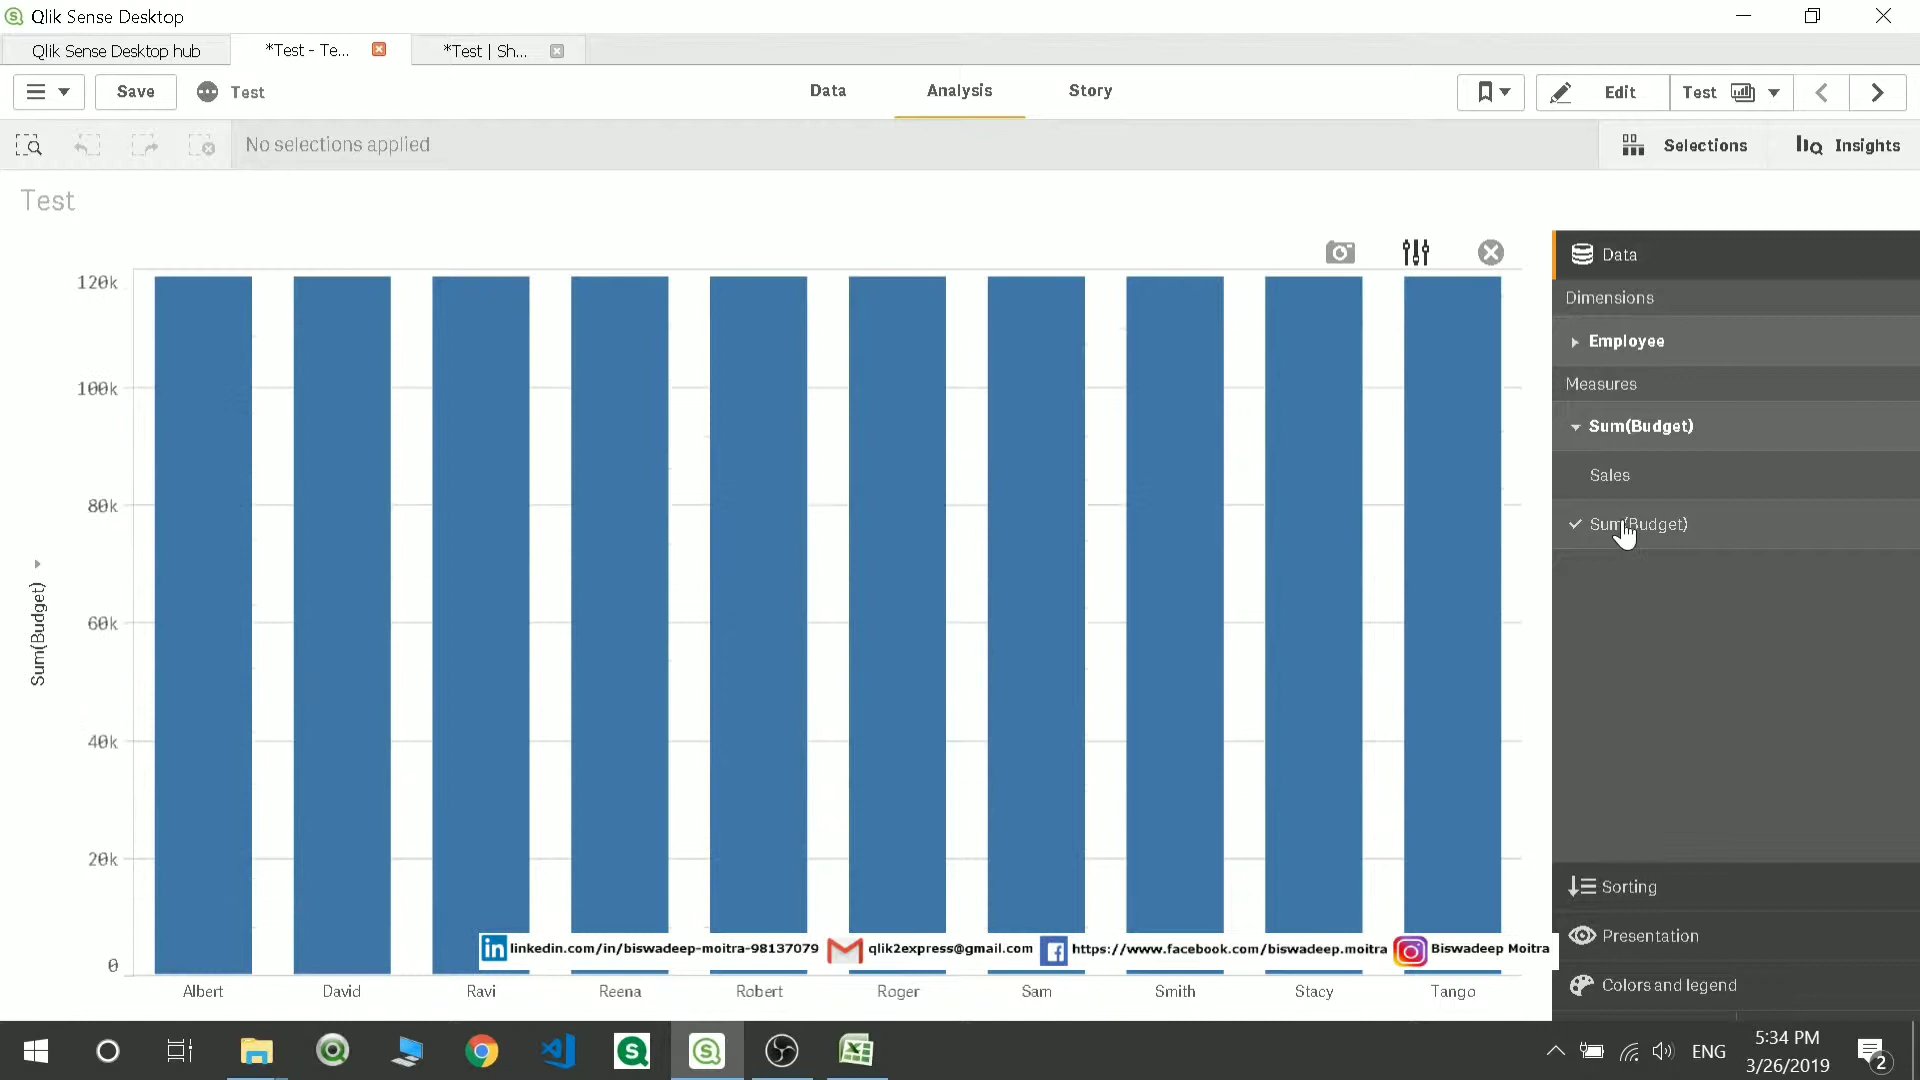 Qlik Sense Desktop
Qlik Sense Desktop hub
*Test - Te...
*Test | Sh...
Save
Test
Data
Analysis
Story
Edit
Test
No selections applied
Selections
Insights
Test
120k
100k
80k
60k
40k
20k
0
Sum(Budget)
Albert
David
Ravi
Reena
Robert
Roger
Sam
Smith
Stacy
Tango
Data
Dimensions
Employee
Measures
Sum(Budget)
Sales
Sum(Budget)
Sorting
Presentation
Colors and legend
linkedin.com/in/biswadeep-moitra-98137079
qlik2express@gmail.com
https://www.facebook.com/biswadeep.moitra
Biswadeep Moitra
ENG
5:34 PM
3/26/2019
2